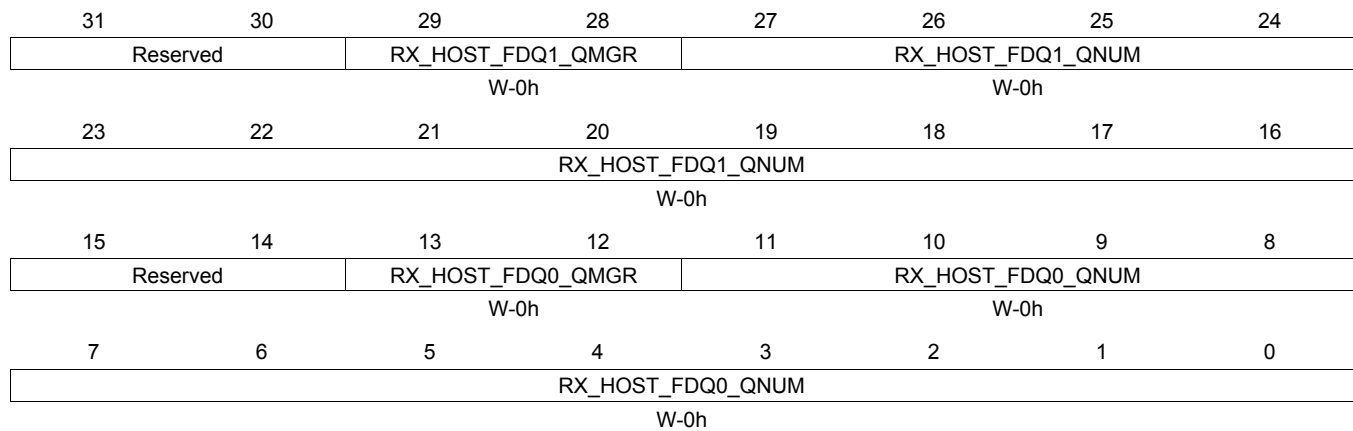 31 30 29 28 27 26 25 24
Reserved RX_HOST_FDQ1_QMGR RX_HOST_FDQ1_QNUM
W-0h W-0h
23 22 21 20 19 18 17 16
RX_HOST_FDQ1_QNUM
W-0h
15 14 13 12 11 10 9 8
Reserved RX_HOST_FDQ0_QMGR RX_HOST_FDQ0_QNUM
W-0h W-0h
7 6 5 4 3 2 1 0
RX_HOST_FDQ0_QNUM
W-0h